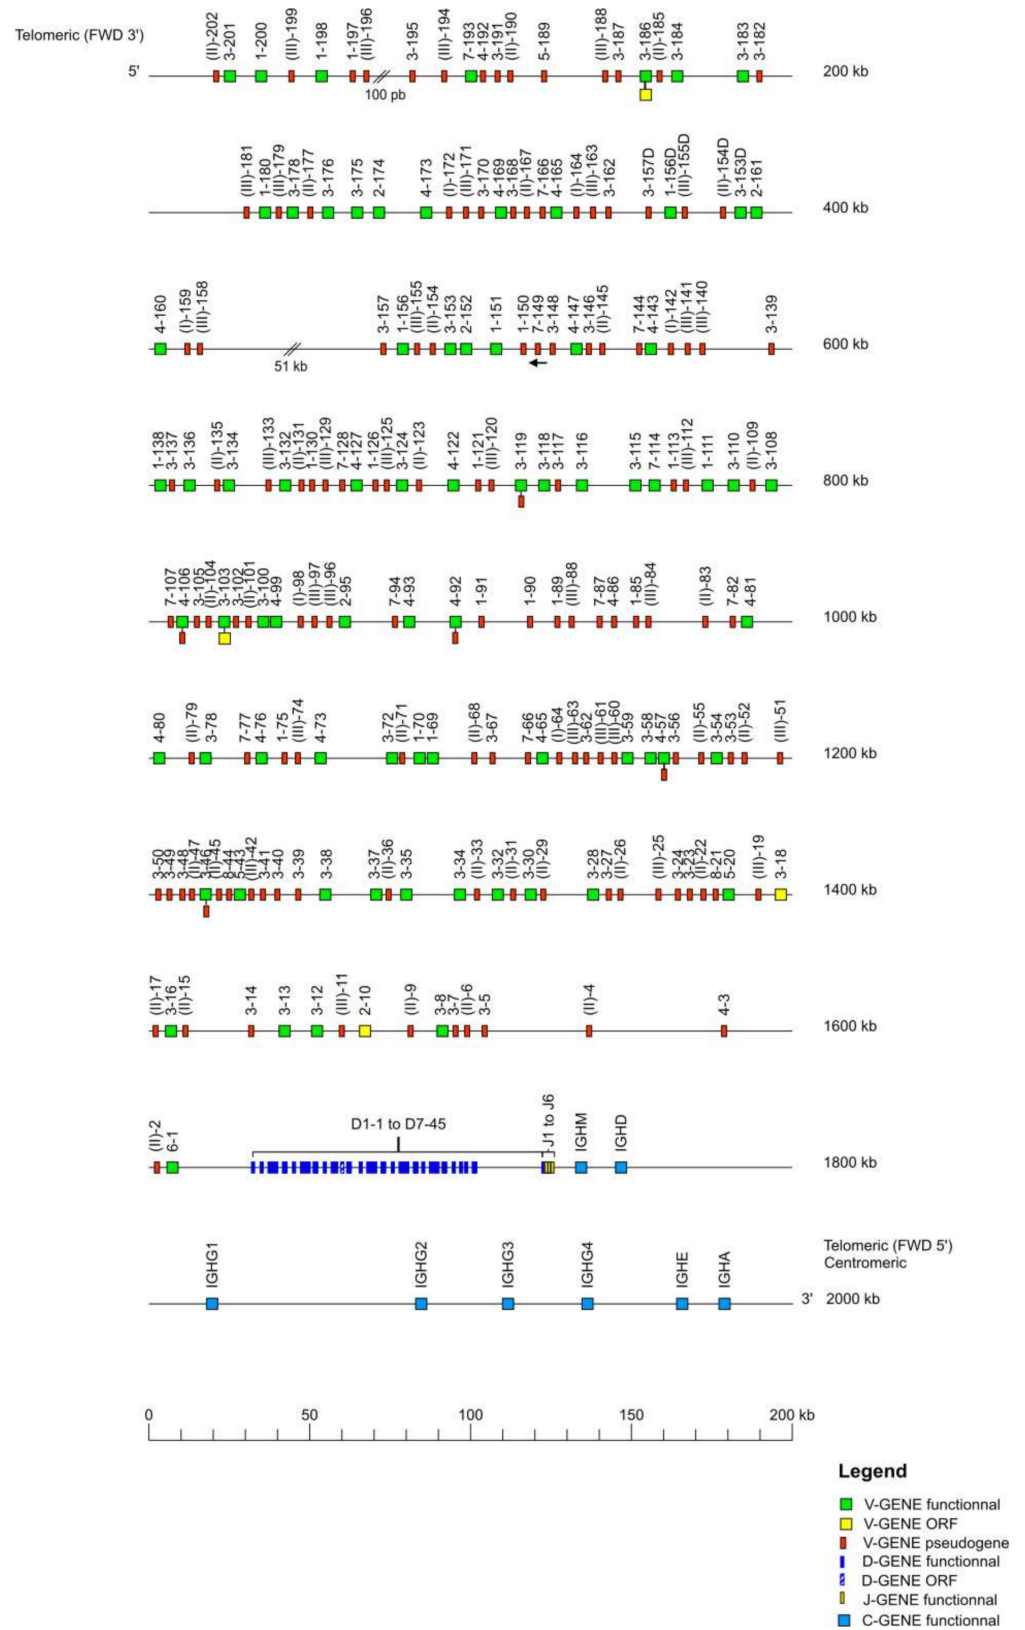 Telomeric (FWD 3')
(II)-202 3-201 1-200 (III)-199 1-198 1-197 (III)-196 3-195 (III)-194 7-193 4-192 3-191 (II)-190 5-189 (III)-188 3-187 3-186 (II)-185 3-184 3-183 3-182
5' 200 kb
100 pb
(III)-181 1-180 (III)-179 3-178 (II)-177 3-176 3-175 2-174 4-173 (I)-172 (III)-171 3-170 4-169 3-168 (II)-167 7-166 4-165 (I)-164 (III)-163 3-162 3-157D 1-156D (III)-155D (II)-154D 3-153D 2-161
400 kb
4-160 (I)-159 (III)-158 3-157 1-156 (III)-155 (II)-154 3-153 2-152 1-151 1-150 7-149 3-148 4-147 3-146 (II)-145 7-144 4-143 (I)-142 (III)-141 (III)-140 3-139
600 kb
51 kb
1-138 3-137 3-136 (II)-135 3-134 (III)-133 3-132 (II)-131 1-130 (III)-129 7-128 4-127 1-126 (III)-125 3-124 (II)-123 4-122 1-121 (III)-120 3-119 3-118 3-117 3-116 3-115 7-114 1-113 (III)-112 1-111 3-110 (II)-109 3-108
800 kb
7-107 4-106 3-105 (II)-104 3-103 3-102 (II)-101 3-100 4-99 (I)-98 (III)-97 (III)-96 2-95 7-94 4-93 4-92 1-91 1-90 1-89 (III)-88 7-87 4-86 1-85 (III)-84 (II)-83 7-82 4-81
1000 kb
4-80 (II)-79 3-78 7-77 4-76 1-75 (III)-74 4-73 3-72 (II)-71 1-70 1-69 (II)-68 3-67 7-66 4-65 (I)-64 (III)-63 3-62 (III)-61 (III)-60 3-59 3-58 4-57 3-56 (II)-55 3-54 3-53 (II)-52 (III)-51
1200 kb
3-50 3-49 3-48 (II)-47 3-46 (II)-45 8-44 5-43 (III)-42 3-41 3-40 3-39 3-38 3-37 (II)-36 3-35 3-34 (I)-33 3-32 (II)-31 3-30 (II)-29 3-28 3-27 (II)-26 (III)-25 3-24 3-23 (II)-22 8-21 5-20 (III)-19 3-18
1400 kb
(II)-17 3-16 (II)-15 3-14 3-13 3-12 (III)-11 2-10 (II)-9 3-8 3-7 (II)-6 3-5 (II)-4 4-3
1600 kb
(II)-2 6-1 D1-1 to D7-45 J1 to J6 IGHM IGHD
1800 kb
IGHG1 IGHG2 IGHG3 IGHG4 IGHE IGHA
Telomeric (FWD 5')
Centromeric
3' 2000 kb
0 50 100 150 200 kb
Legend
V-GENE functionnal
V-GENE ORF
V-GENE pseudogene
D-GENE functionnal
D-GENE ORF
J-GENE functionnal
C-GENE functionnal